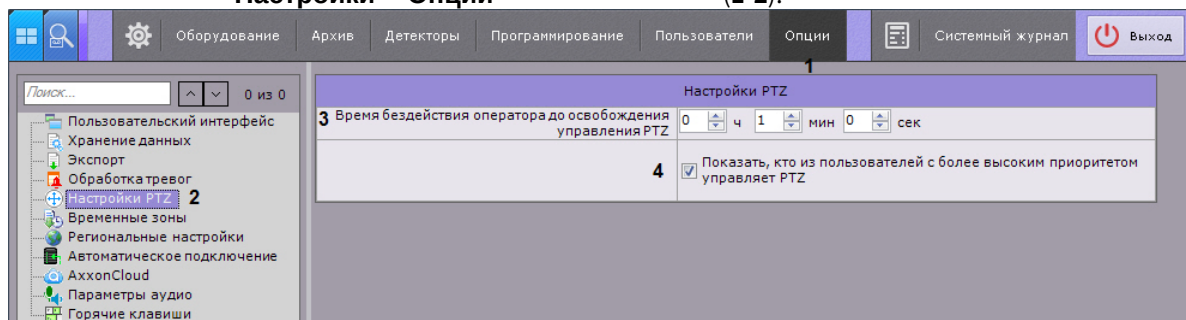 Настройки -> Опции (1-2).
Оборудование Архив Детекторы Программирование Пользователи Опции Системный журнал Выход
1
Поиск... 0 из 0
Настройки PTZ
Пользовательский интерфейс
3 Время бездействия оператора до освобождения
управления PTZ
0 ч 1 мин 0 сек
Хранение данных
Экспорт
4 Показать, кто из пользователей с более высоким приоритетом
управляет PTZ
Обработка тревог
Настройки PTZ 2
Временные зоны
Региональные настройки
Автоматическое подключение
AxxonCloud
Параметры аудио
Горячие клавиши